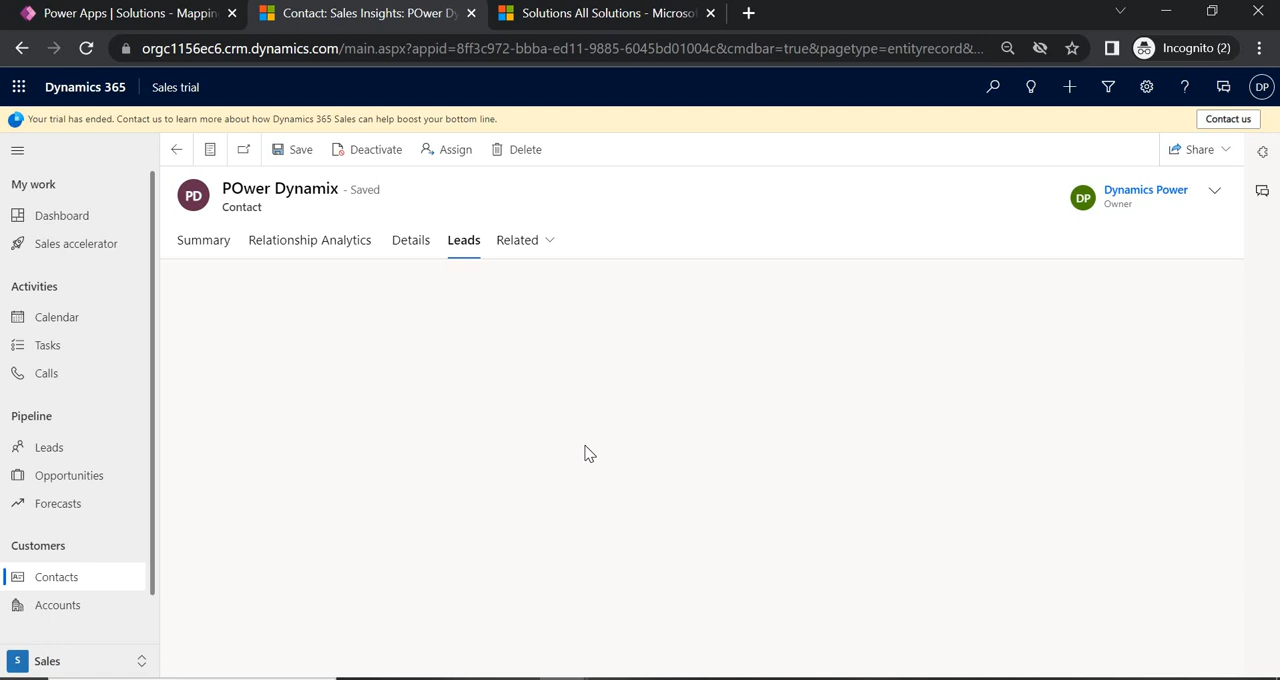 Power Apps | Solutions - Mappin
Contact: Sales Insights: POwer Dy
Solutions All Solutions - Microsof
orgc1156ec6.crm.dynamics.com/main.aspx?appid=8ff3c972-bbba-ed11-9885-6045bd01004c&cmdbar=true&pagetype=entityrecord&...
Incognito (2)
Dynamics 365
Sales trial
DP
Your trial has ended. Contact us to learn more about how Dynamics 365 Sales can help boost your bottom line.
Contact us
Save
Deactivate
Assign
Delete
Share
My work
Dashboard
Sales accelerator
Activities
Calendar
Tasks
Calls
Pipeline
Leads
Opportunities
Forecasts
Customers
Contacts
Accounts
S
Sales
PD
POwer Dynamix - Saved
Contact
DP
Dynamics Power
Owner
Summary
Relationship Analytics
Details
Leads
Related